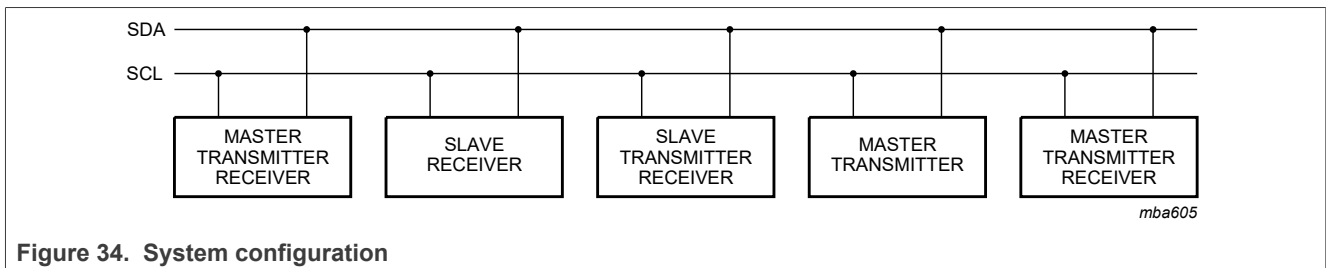 SDA
SCL
MASTER
TRANSMITTER
RECEIVER
SLAVE
RECEIVER
SLAVE
TRANSMITTER
RECEIVER
MASTER
TRANSMITTER
MASTER
TRANSMITTER
RECEIVER
mba605
Figure 34. System configuration